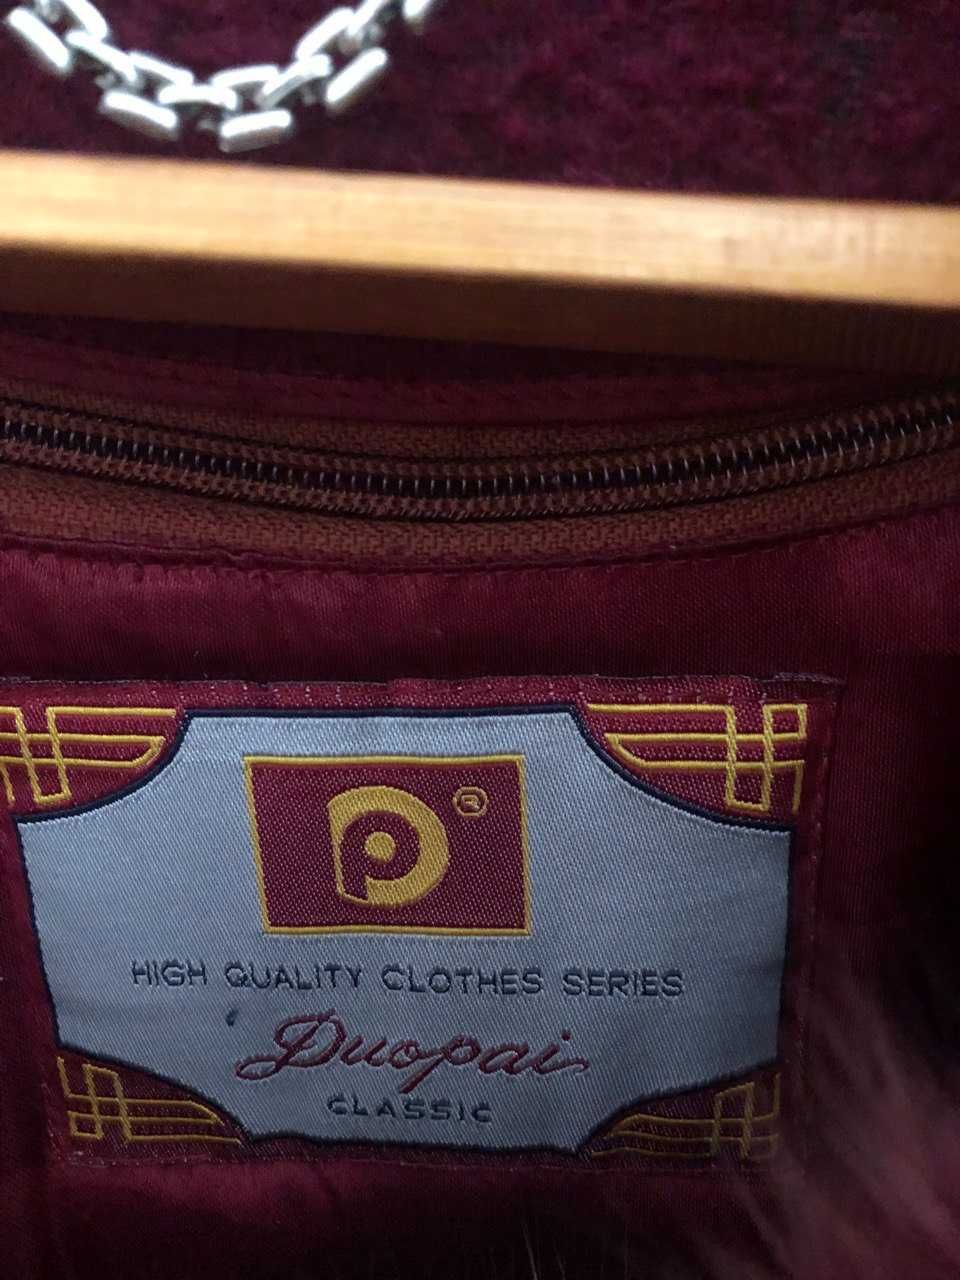 P ®
HIGH QUALITY CLOTHES SERIES
Duopai
CLASSIC